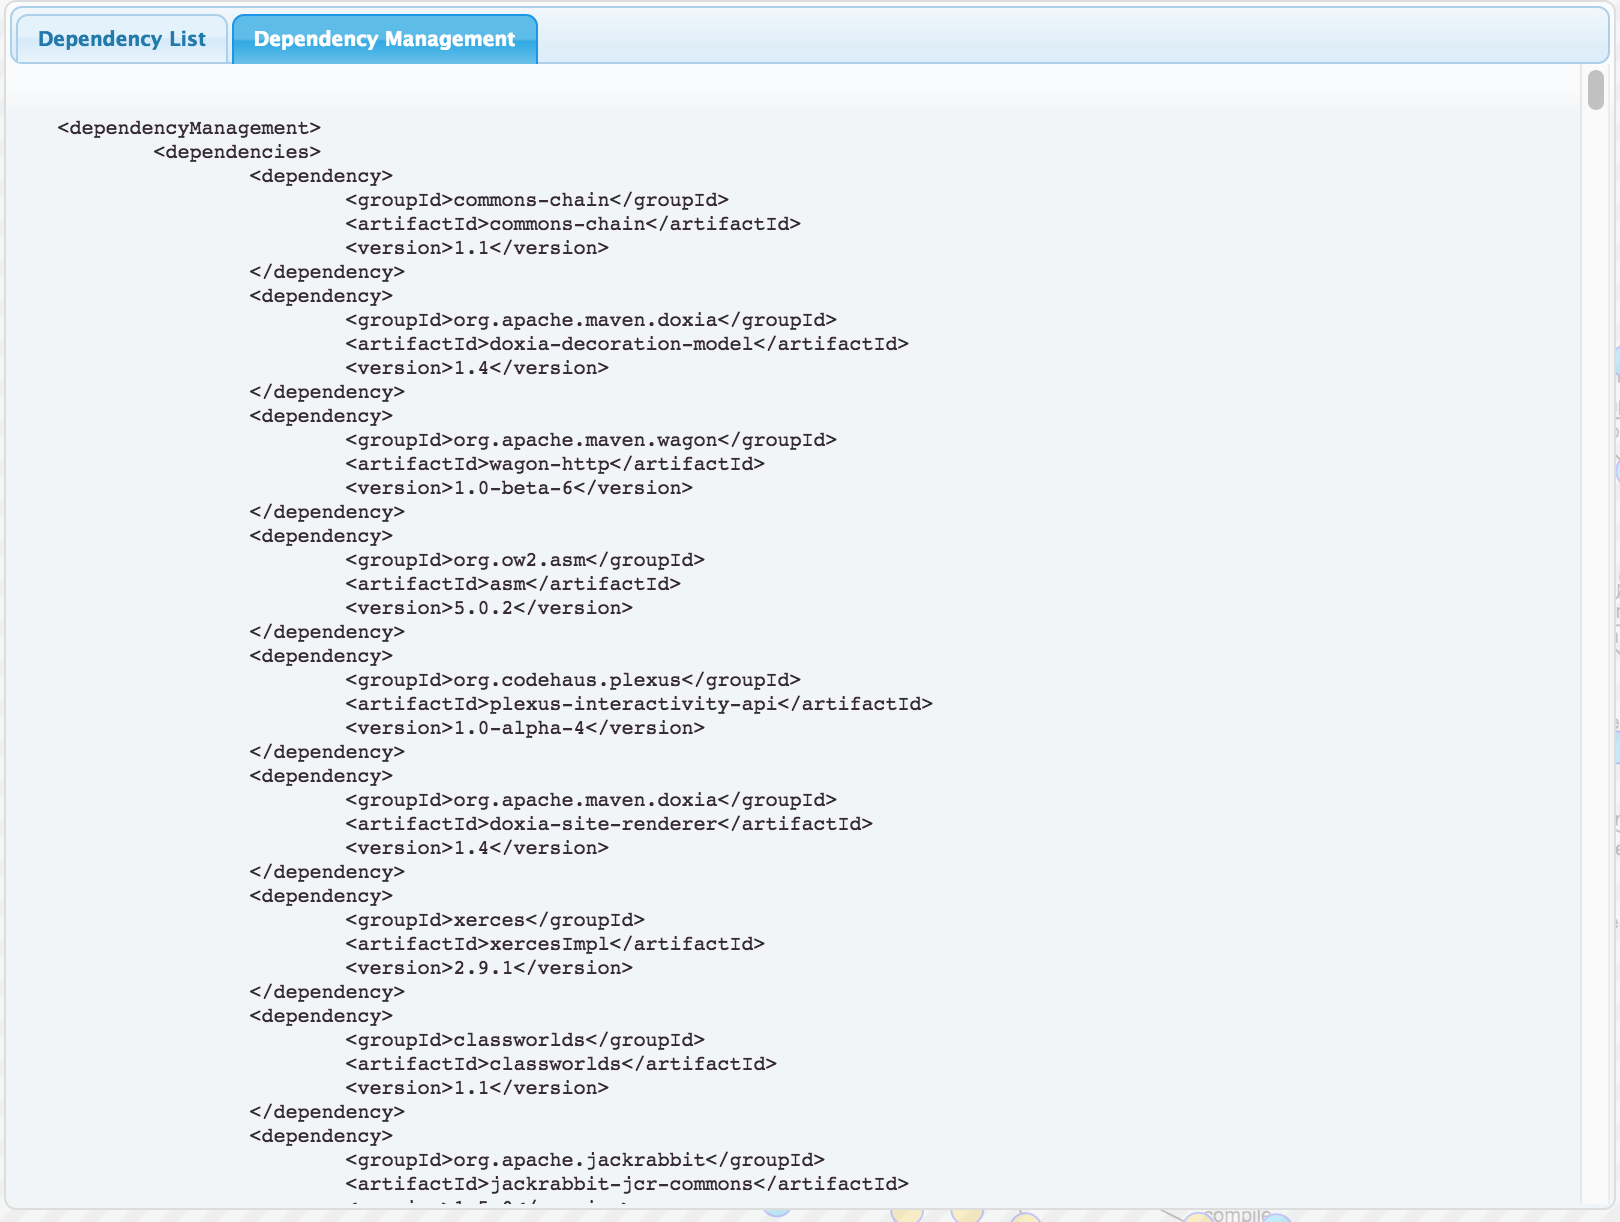 Dependency List
Dependency Management
<dependencyManagement>
<dependencies>
<dependency>
<groupId>commons-chain</groupId>
<artifactId>commons-chain</artifactId>
<version>1.1</version>
</dependency>
<dependency>
<groupId>org.apache.maven.doxia</groupId>
<artifactId>doxia-decoration-model</artifactId>
<version>1.4</version>
</dependency>
<dependency>
<groupId>org.apache.maven.wagon</groupId>
<artifactId>wagon-http</artifactId>
<version>1.0-beta-6</version>
</dependency>
<dependency>
<groupId>org.ow2.asm</groupId>
<artifactId>asm</artifactId>
<version>5.0.2</version>
</dependency>
<dependency>
<groupId>org.codehaus.plexus</groupId>
<artifactId>plexus-interactivity-api</artifactId>
<version>1.0-alpha-4</version>
</dependency>
<dependency>
<groupId>org.apache.maven.doxia</groupId>
<artifactId>doxia-site-renderer</artifactId>
<version>1.4</version>
</dependency>
<dependency>
<groupId>xerces</groupId>
<artifactId>xercesImpl</artifactId>
<version>2.9.1</version>
</dependency>
<dependency>
<groupId>classworlds</groupId>
<artifactId>classworlds</artifactId>
<version>1.1</version>
</dependency>
<dependency>
<groupId>org.apache.jackrabbit</groupId>
<artifactId>jackrabbit-jcr-commons</artifactId>
compile